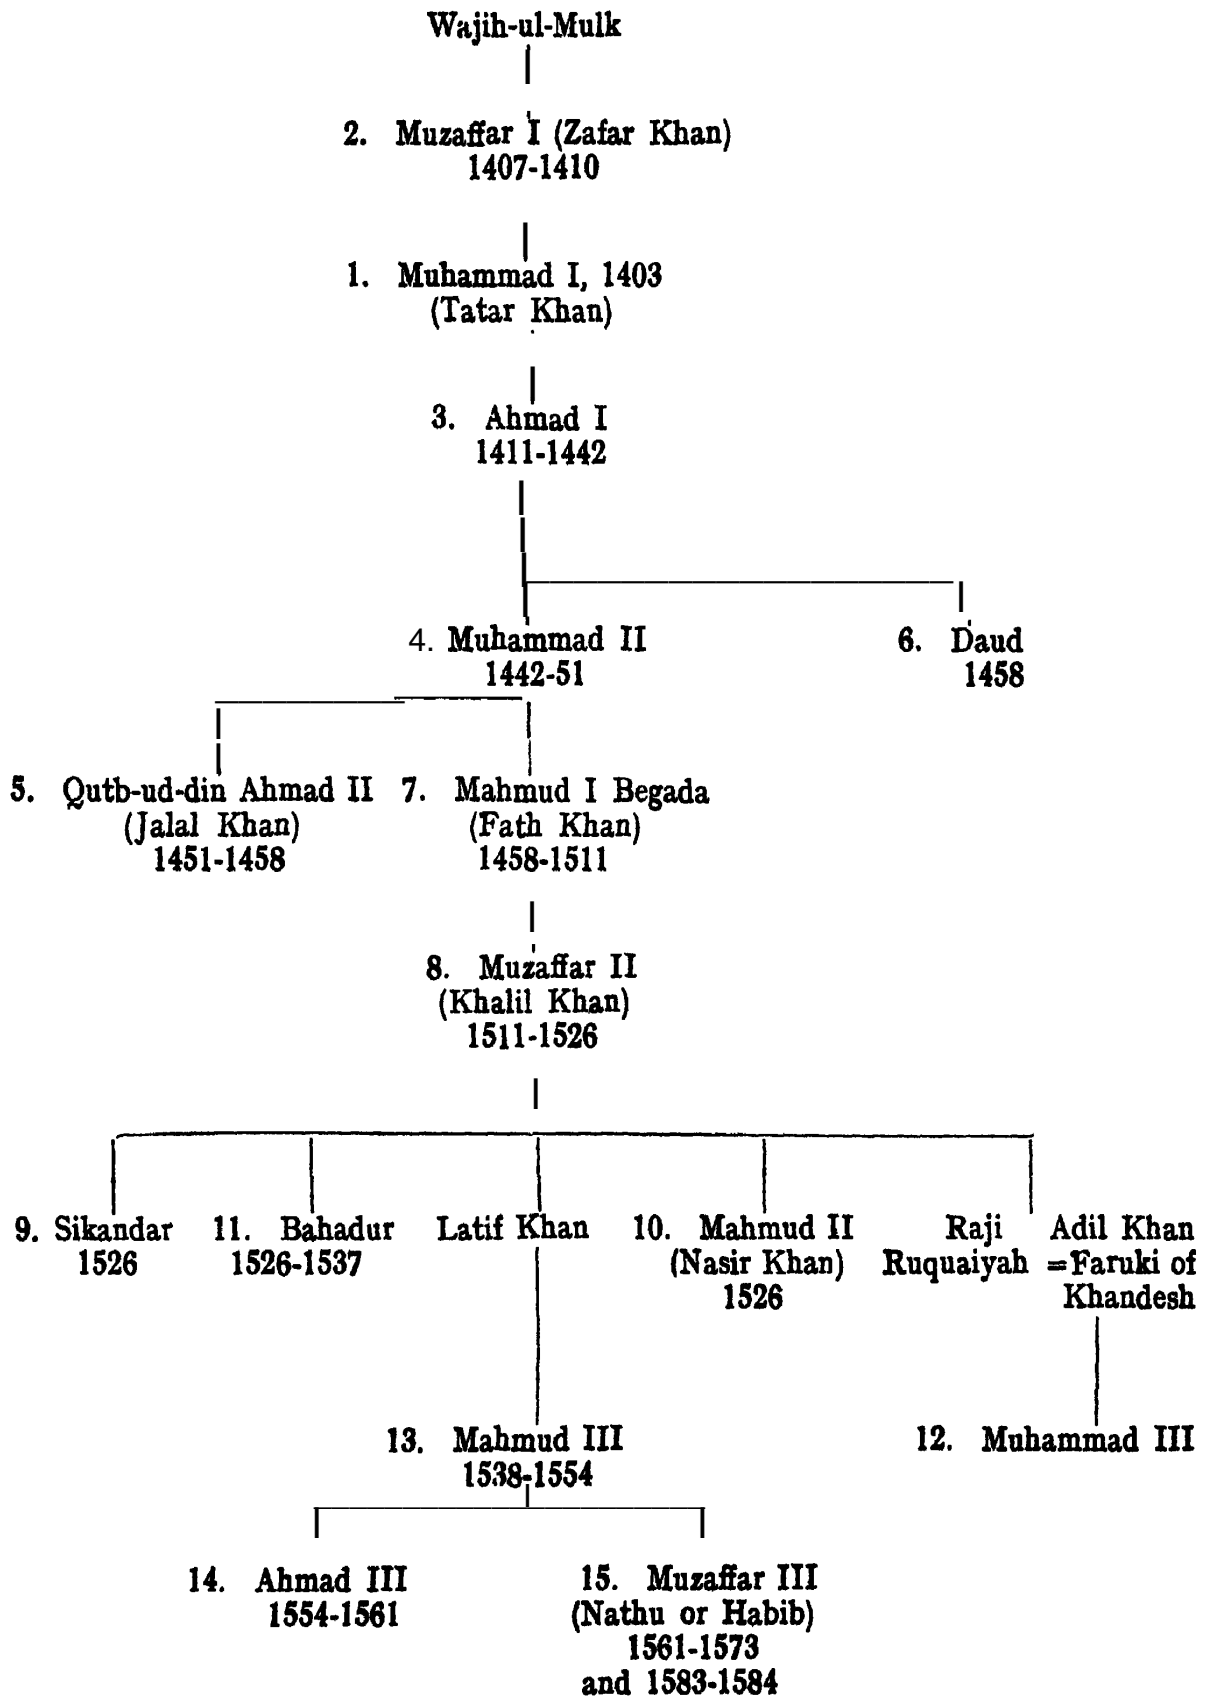 Wajih-ul-Mulk
2. Muzaffar I (Zafar Khan)
1407-1410
1. Muhammad I, 1403
(Tatar Khan)
3. Ahmad I
1411-1442
4. Muhammad II
1442-51
6. Daud
1458
5. Qutb-ud-din Ahmad II
(Jalal Khan)
1451-1458
7. Mahmud I Begada
(Fath Khan)
1458-1511
8. Muzaffar II
(Khalil Khan)
1511-1526
9. Sikandar
1526
11. Bahadur
1526-1537
Latif Khan
10. Mahmud II
(Nasir Khan)
1526
Raji
Ruquaiyah
Adil Khan
=Faruki of
Khandesh
13. Mahmud III
1538-1554
12. Muhammad III
14. Ahmad III
1554-1561
15. Muzaffar III
(Nathu or Habib)
1561-1573
and 1583-1584